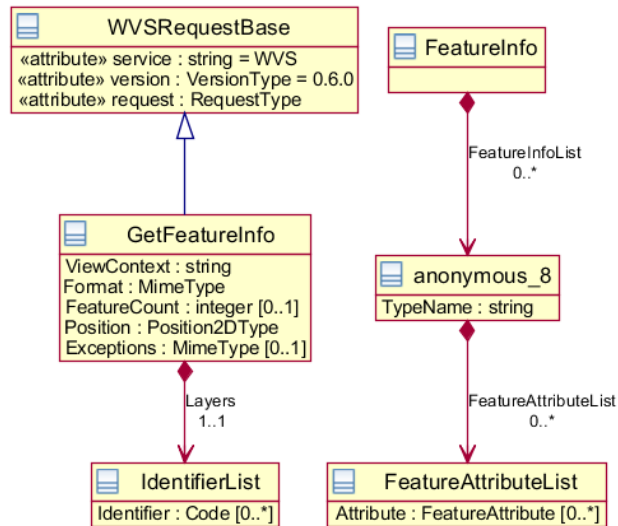 WVSRequestBase
«attribute» service : string = WVS
«attribute» version : VersionType = 0.6.0
«attribute» request : RequestType
GetFeatureInfo
ViewContext : string
Format : MimeType
FeatureCount : integer [0..1]
Position : Position2DType
Exceptions : MimeType [0..1]
Layers
1..1
IdentifierList
Identifier : Code [0..*]
FeatureInfo
FeatureInfoList
0..*
anonymous_8
TypeName : string
FeatureAttributeList
0..*
FeatureAttributeList
Attribute : FeatureAttribute [0..*]